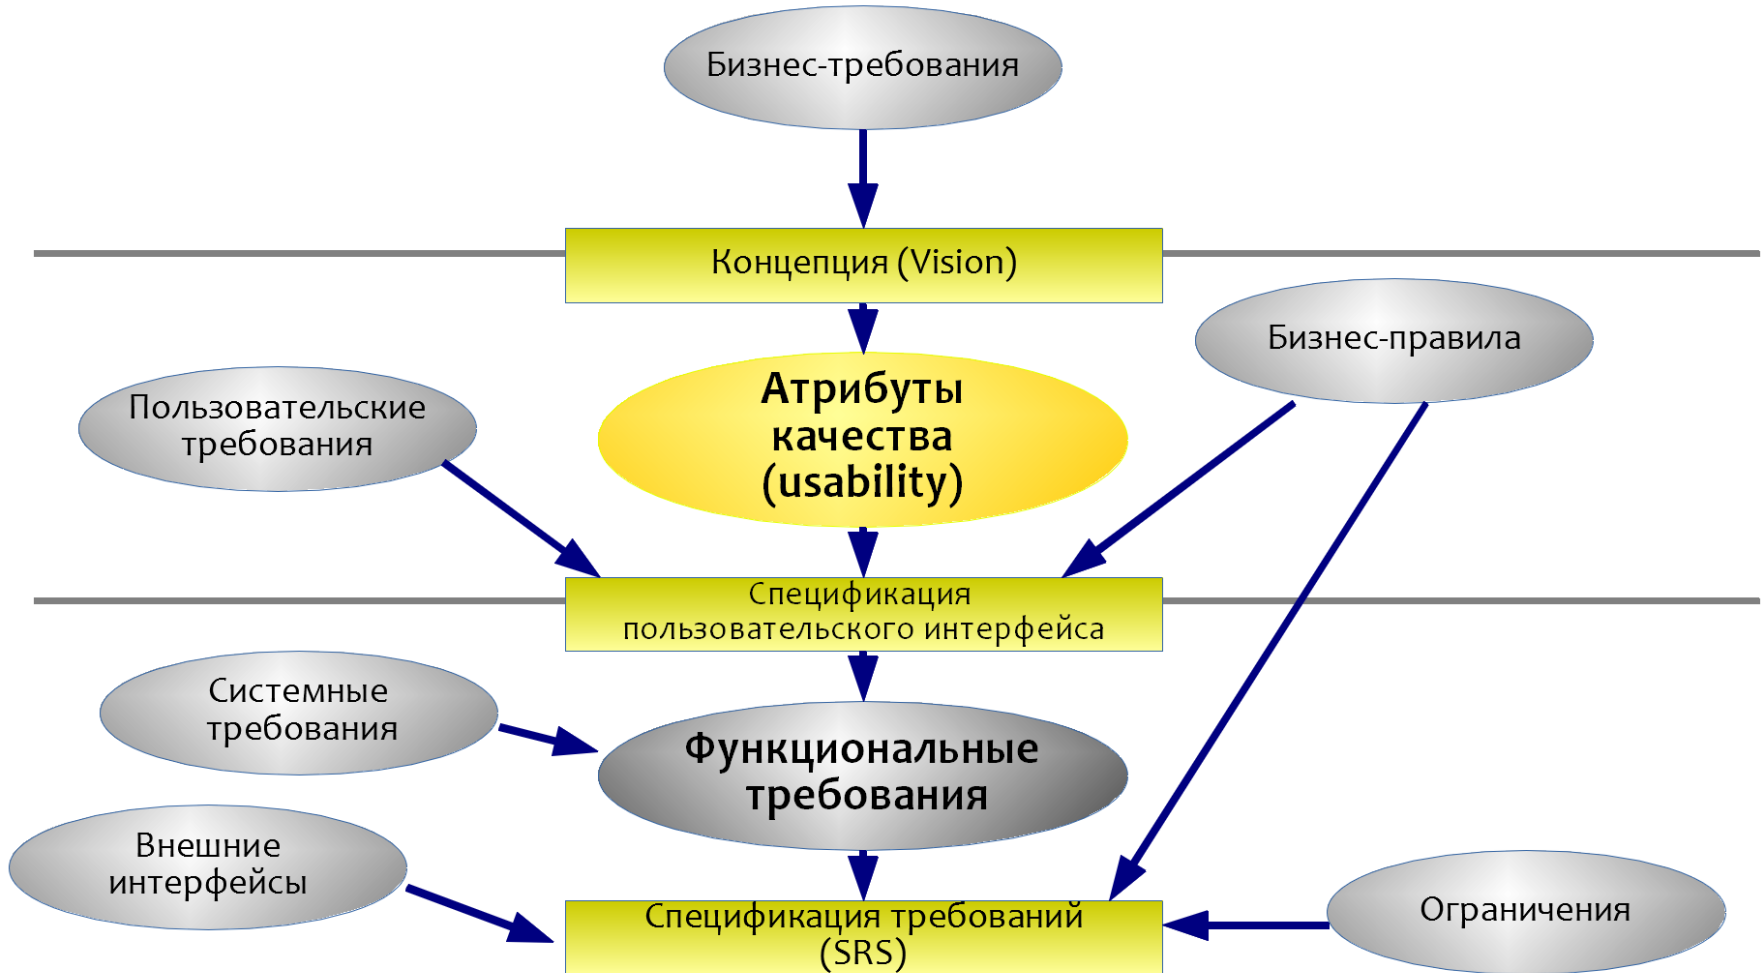 Бизнес-требования
Концепция (Vision)
Бизнес-правила
Атрибуты
качества
(usability)
Пользовательские
требования
Спецификация
пользовательского интерфейса
Системные
требования
Функциональные
требования
Внешние
интерфейсы
Спецификация требований
(SRS)
Ограничения